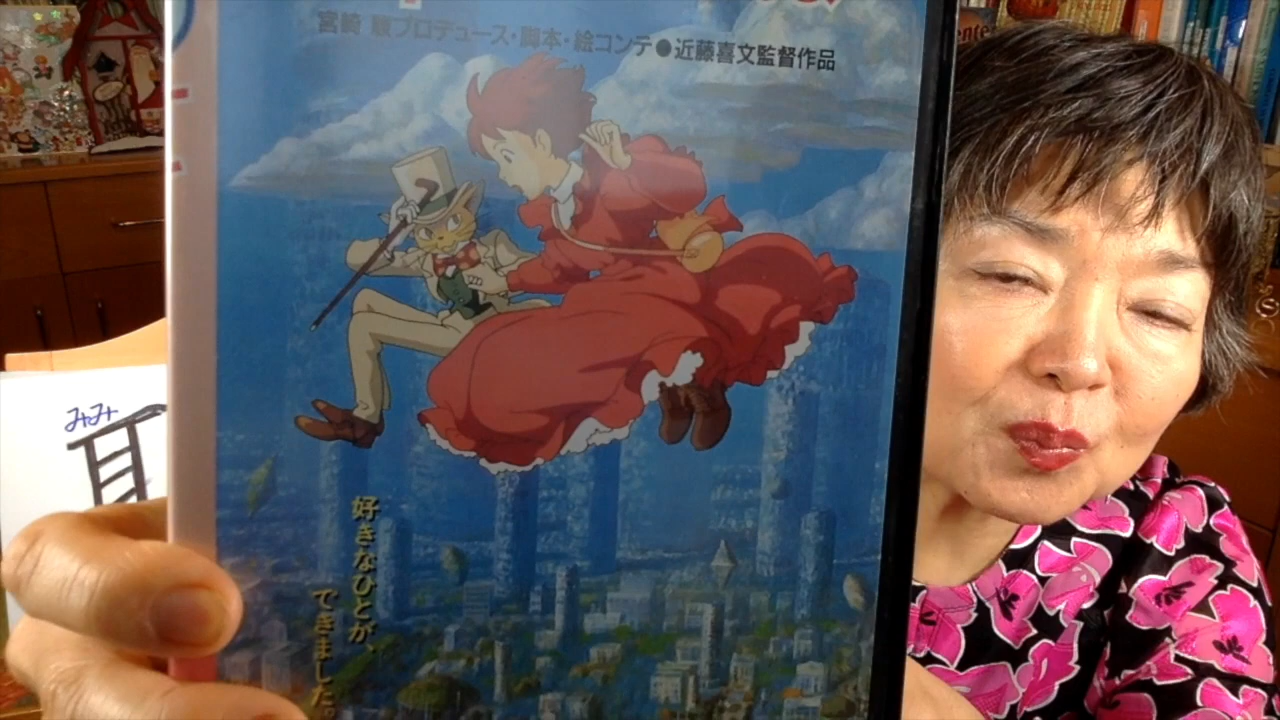 宮崎 駿プロデュース・脚本・絵コンテ●近藤喜文監督作品
好きなひとが、
できました。
みみ